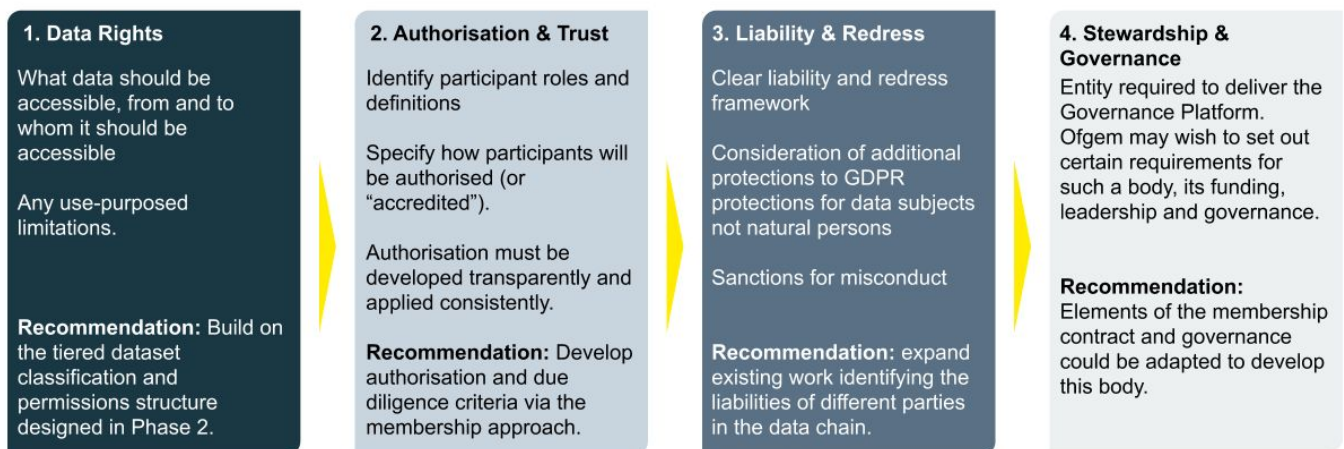 1. Data Rights
What data should be
accessible, from and to
whom it should be
accessible
Any use-purposed
limitations.
Recommendation: Build on
the tiered dataset
classification and
permissions structure
designed in Phase 2.
2. Authorisation & Trust
Identify participant roles and
definitions
Specify how participants will
be authorised (or
“accredited”).
Authorisation must be
developed transparently and
applied consistently.
Recommendation: Develop
authorisation and due
diligence criteria via the
membership approach.
3. Liability & Redress
Clear liability and redress
framework
Consideration of additional
protections to GDPR
protections for data subjects
not natural persons
Sanctions for misconduct
Recommendation: expand
existing work identifying the
liabilities of different parties
in the data chain.
4. Stewardship &
Governance
Entity required to deliver the
Governance Platform.
Ofgem may wish to set out
certain requirements for
such a body, its funding,
leadership and governance.
Recommendation:
Elements of the membership
contract and governance
could be adapted to develop
this body.